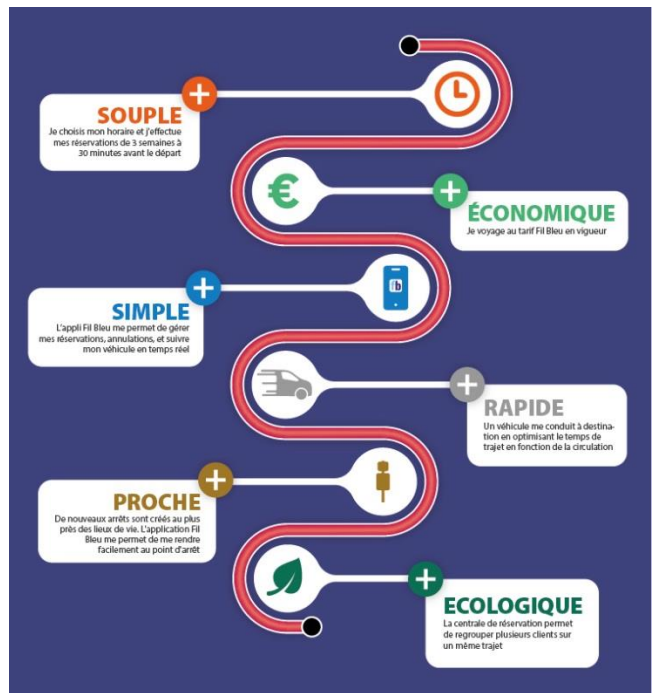 SOUPLE
Je choisis mon horaire et j'effectue
mes réservations de 3 semaines à
30 minutes avant le départ
€
ÉCONOMIQUE
Je voyage au tarif Fil Bleu en vigueur
fb
SIMPLE
L'appli Fil Bleu me permet de gérer
mes réservations, annulations, et suivre
mon véhicule en temps réel
RAPIDE
Un véhicule me conduit à destina-
tion en optimisant le temps de
trajet en fonction de la circulation
PROCHE
De nouveaux arrêts sont créés au plus
près des lieux de vie. L'application Fil
Bleu me permet de me rendre
facilement au point d'arrêt
ECOLOGIQUE
La centrale de réservation permet
de regrouper plusieurs clients sur
un même trajet